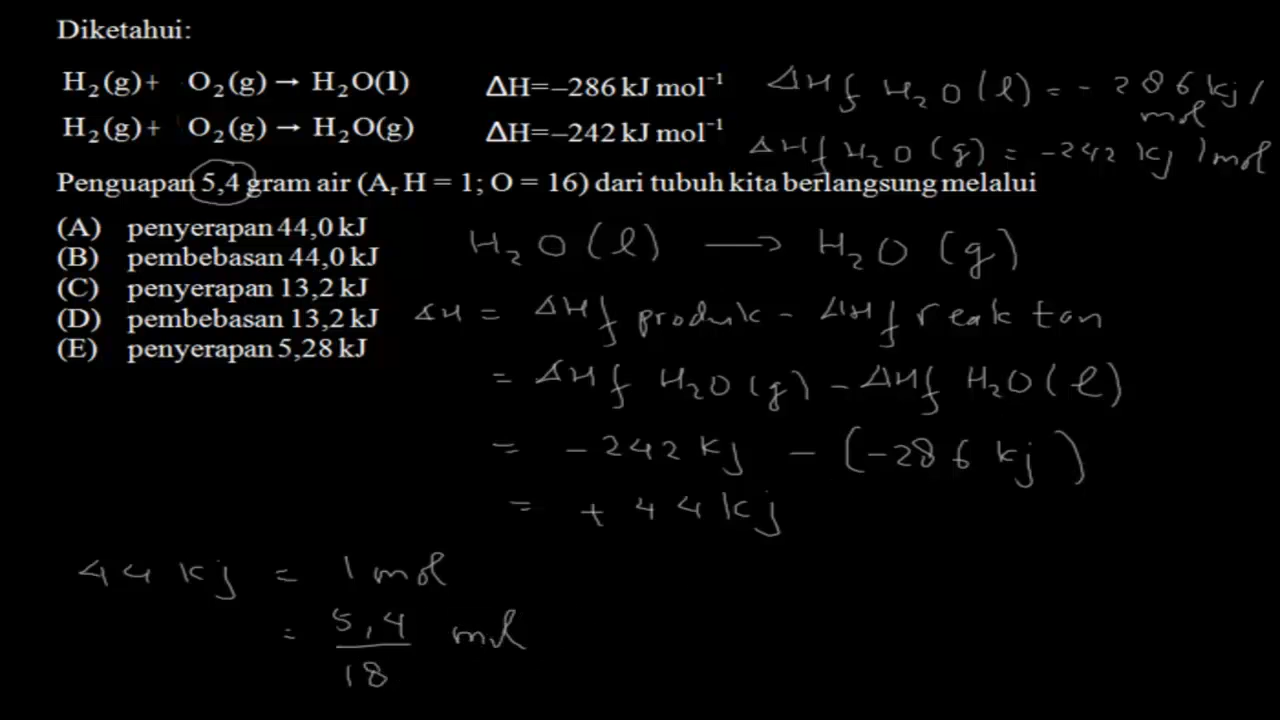 Diketahui:
H₂(g)+ O₂(g) → H₂O(l) ΔH=−286 kJ mol⁻¹
H₂(g)+ O₂(g) → H₂O(g) ΔH=−242 kJ mol⁻¹
ΔHf H₂O(l) = - 286 kj/
mol
ΔHf H₂O(g) = -242 kj/mol
Penguapan 5,4 gram air (Aᵣ H = 1; O = 16) dari tubuh kita berlangsung melalui
(A) penyerapan 44,0 kJ
(B) pembebasan 44,0 kJ
(C) penyerapan 13,2 kJ
(D) pembebasan 13,2 kJ
(E) penyerapan 5,28 kJ
H₂O(l) → H₂O(g)
ΔH = ΔHf produk - ΔHf reaktan
= ΔHf H₂O(g) - ΔHf H₂O(l)
= -242 kj - (-286 kj)
= + 44 kj
44 kj = 1 mol
= 5,4/18 mol